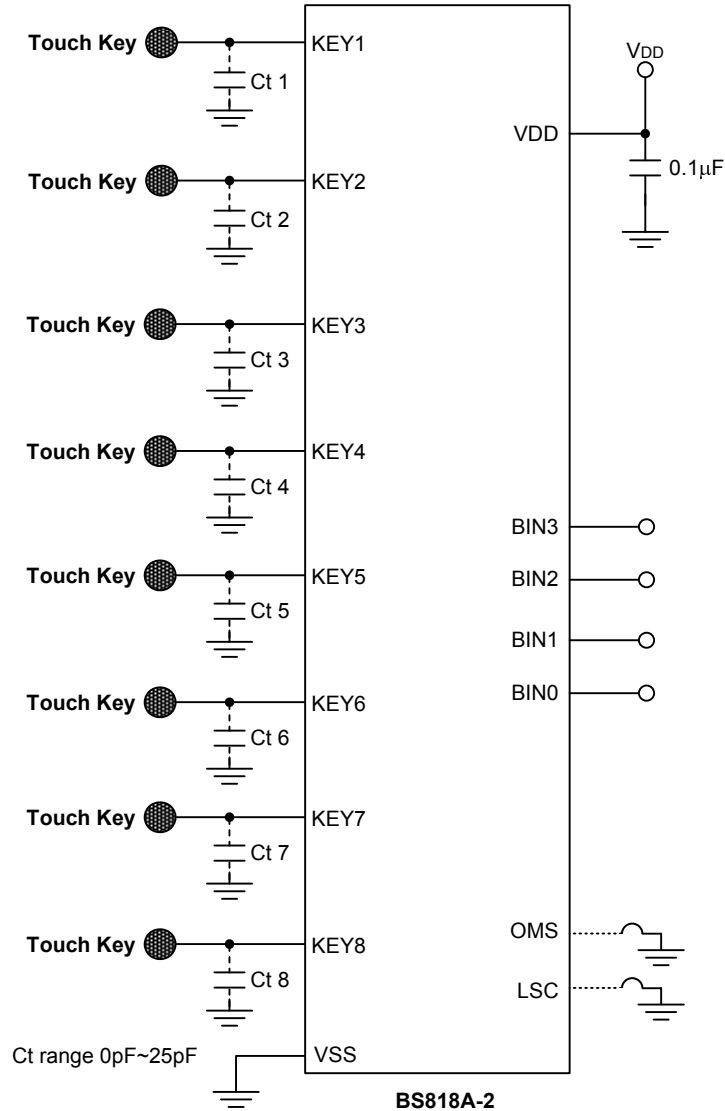 Touch Key KEY1
Ct 1
VDD
VDD
0.1µF
Touch Key KEY2
Ct 2
Touch Key KEY3
Ct 3
Touch Key KEY4
Ct 4
BIN3
Touch Key KEY5
BIN2
Ct 5
BIN1
Touch Key KEY6
BIN0
Ct 6
Touch Key KEY7
Ct 7
Touch Key KEY8
OMS
Ct 8
LSC
Ct range 0pF~25pF
VSS
BS818A-2